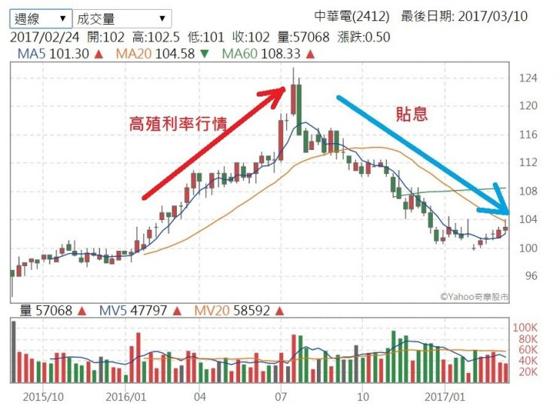 週線 ▼ 成交量 ▼ 中華電(2412) 最後日期: 2017/03/10
2017/02/24 開:102 高:102.5 低:101 收:102 量:57068 漲跌:0.50
MA5 101.30 ▲ MA20 104.58 ▼ MA60 108.33 ▲
124
120
116
112
108
104
100
96
高殖利率行情
貼息
©Yahoo奇摩股市
量 57068 ▲ MV5 47797 ▲ MV20 58592 ▲
100K
80K
60K
40K
20K
2015/10 2016/01 04 07 10 2017/01